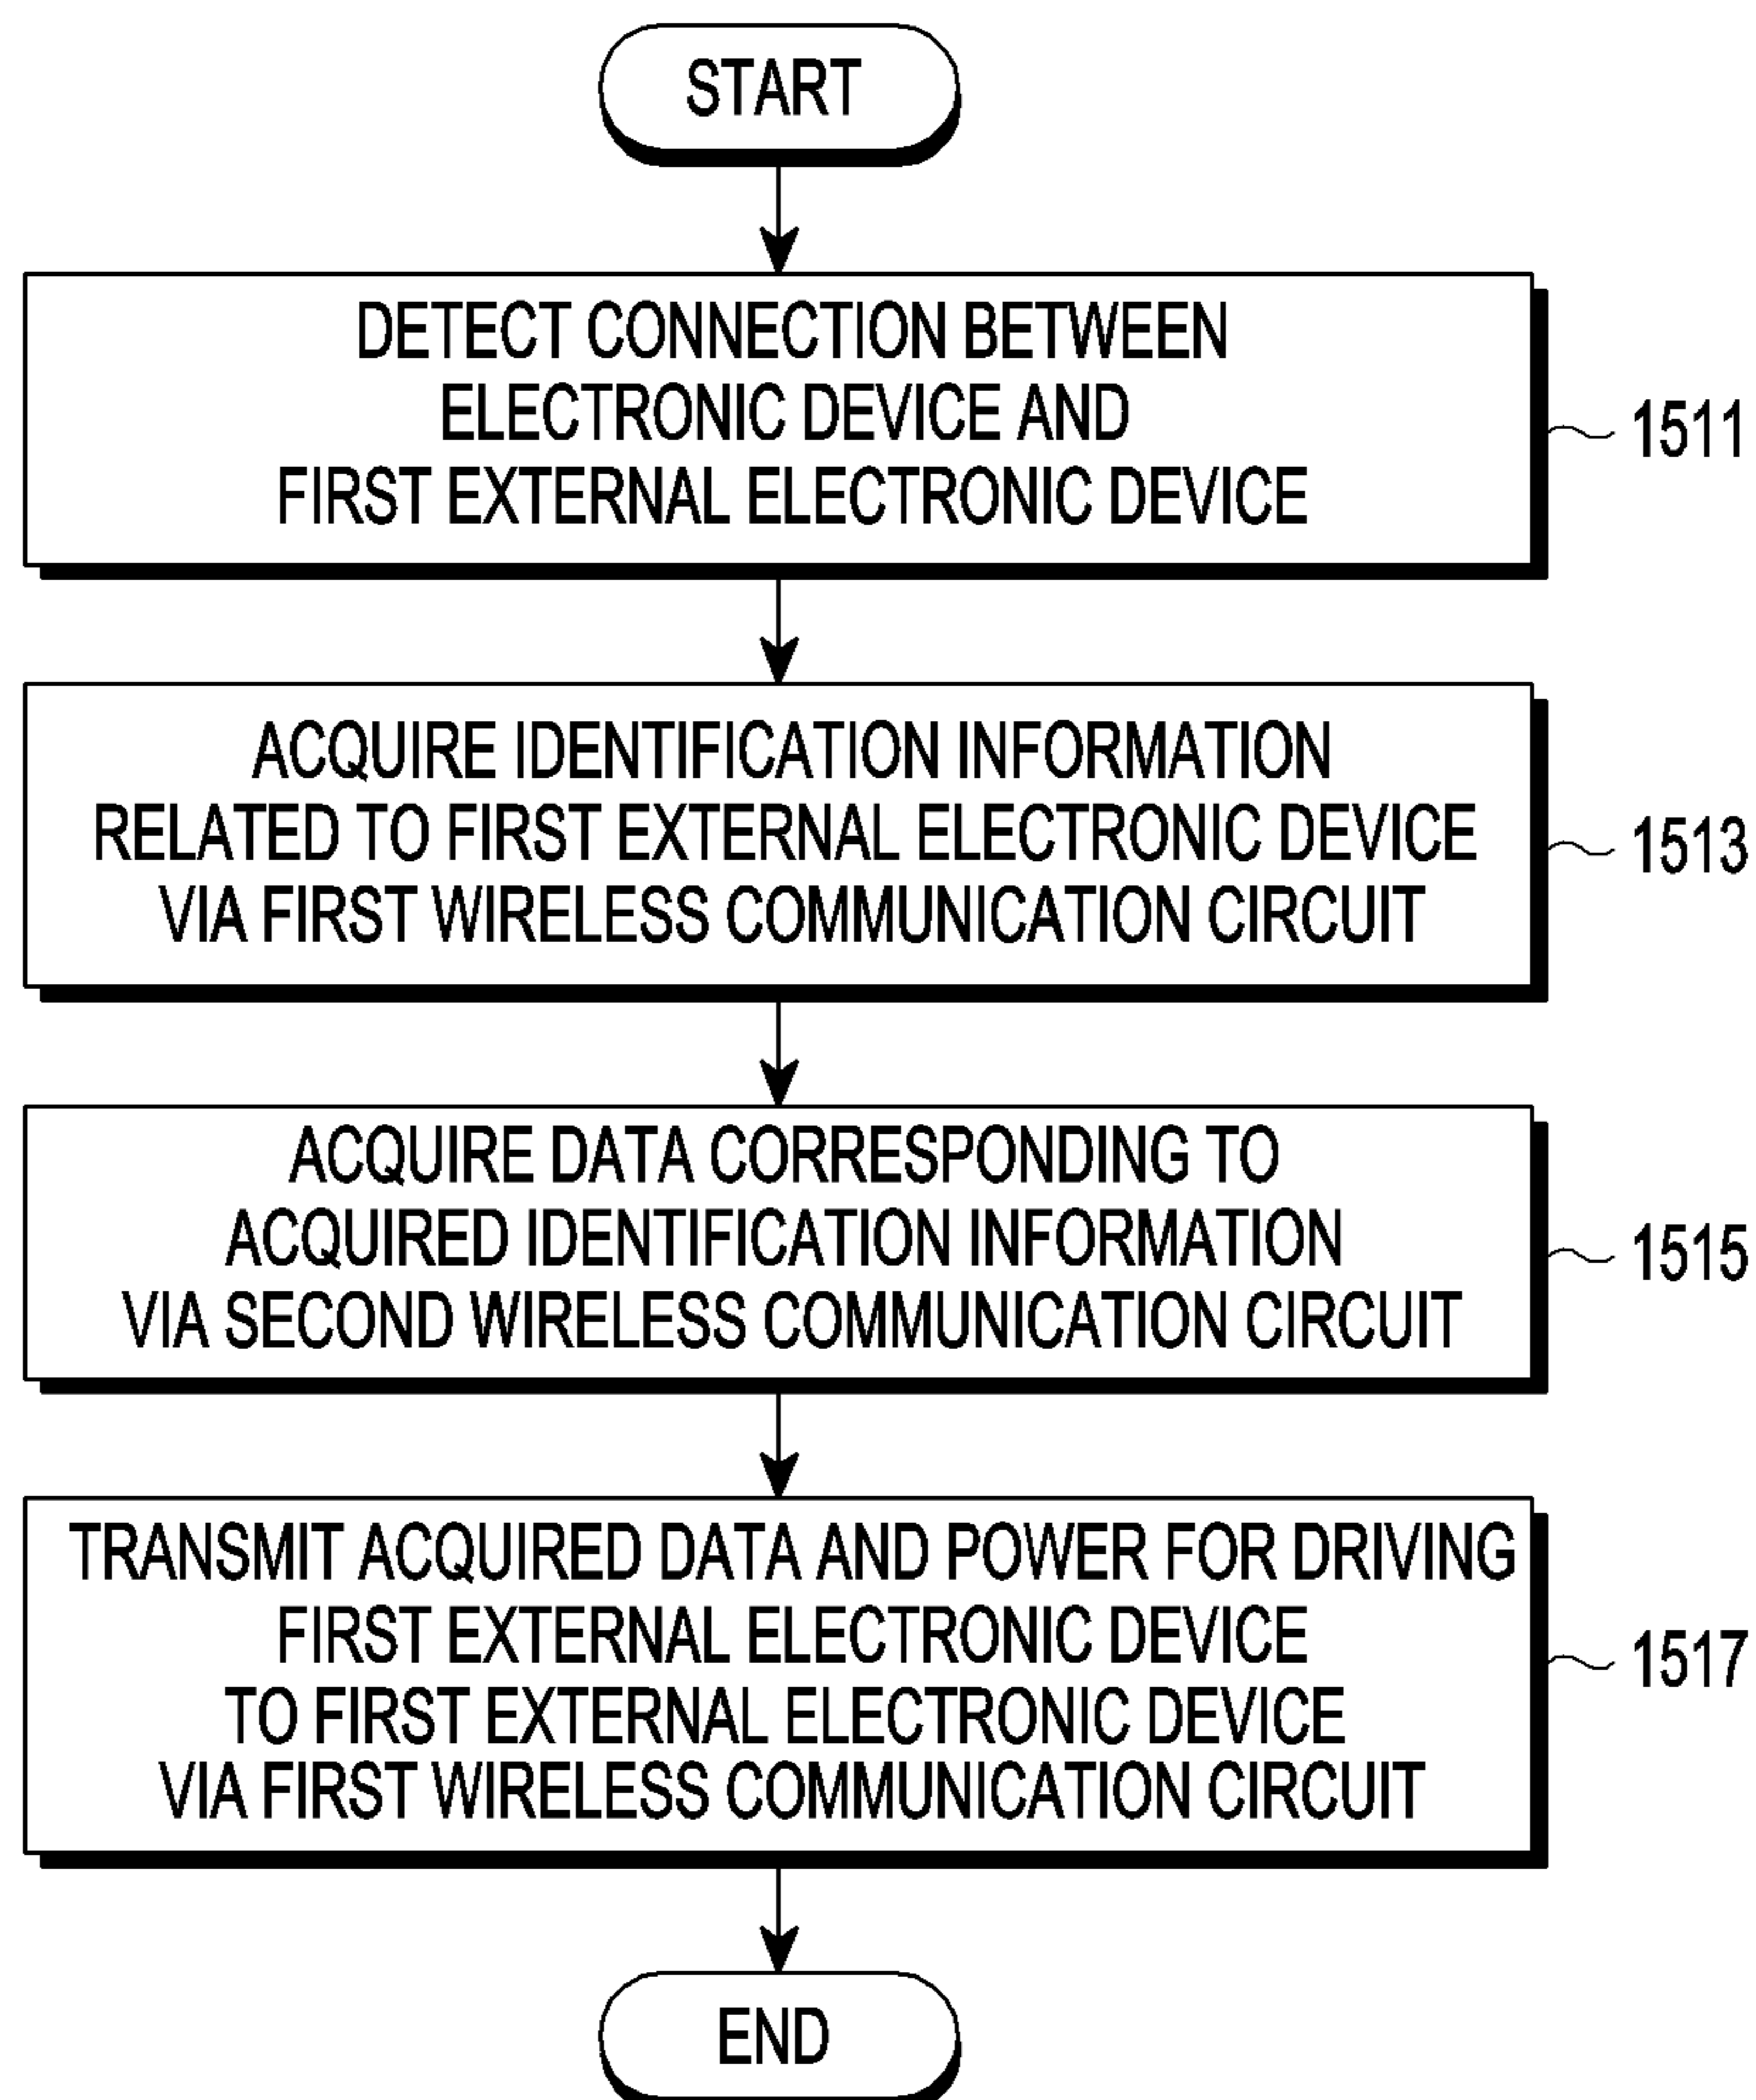 START
DETECT CONNECTION BETWEEN
ELECTRONIC DEVICE AND
FIRST EXTERNAL ELECTRONIC DEVICE
1511
ACQUIRE IDENTIFICATION INFORMATION
RELATED TO FIRST EXTERNAL ELECTRONIC DEVICE
VIA FIRST WIRELESS COMMUNICATION CIRCUIT
1513
ACQUIRE DATA CORRESPONDING TO
ACQUIRED IDENTIFICATION INFORMATION
VIA SECOND WIRELESS COMMUNICATION CIRCUIT
1515
TRANSMIT ACQUIRED DATA AND POWER FOR DRIVING
FIRST EXTERNAL ELECTRONIC DEVICE
TO FIRST EXTERNAL ELECTRONIC DEVICE
VIA FIRST WIRELESS COMMUNICATION CIRCUIT
1517
END